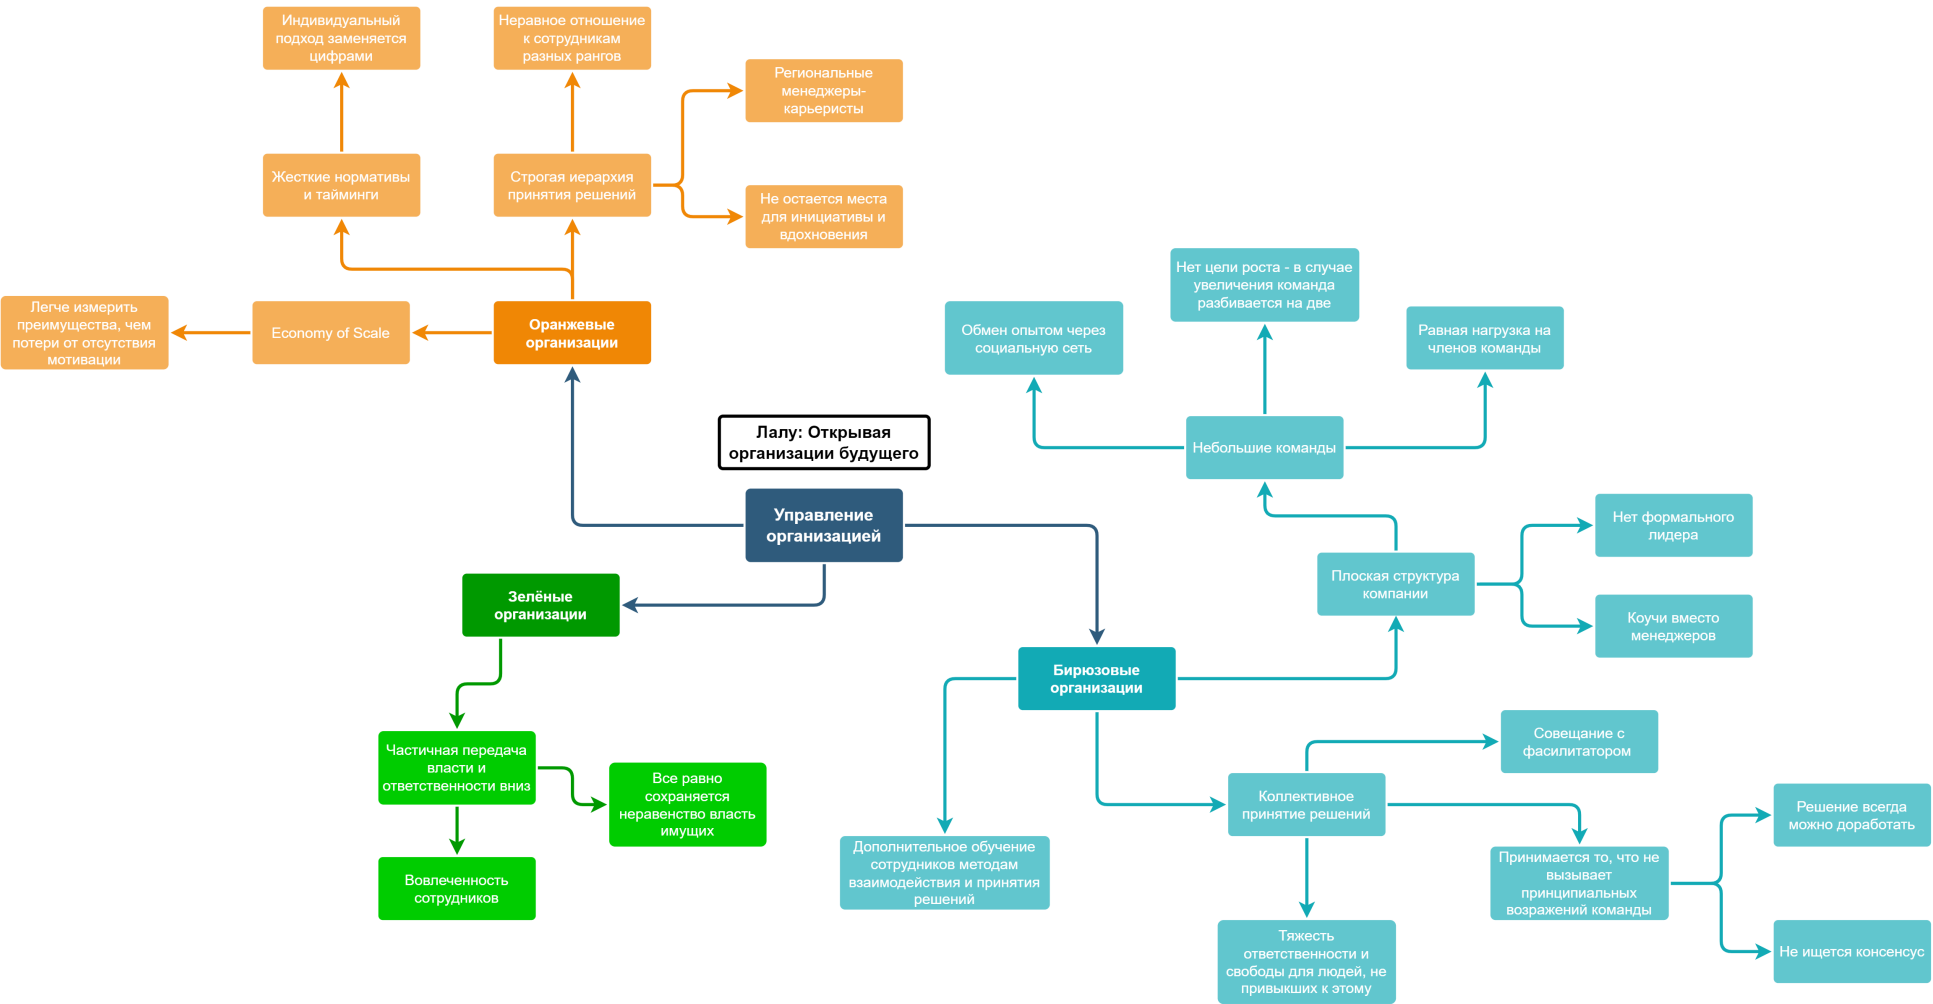 Индивидуальный
подход заменяется
цифрами
Неравное отношение
к сотрудникам
разных рангов
Региональные
менеджеры-
карьеристы
Жесткие нормативы
и тайминги
Строгая иерархия
принятия решений
Не остается места
для инициативы и
вдохновения
Легче измерить
преимущества, чем
потери от отсутствия
мотивации
Economy of Scale
Оранжевые
организации
Нет цели роста - в случае
увеличения команда
разбивается на две
Обмен опытом через
социальную сеть
Равная нагрузка на
членов команды
Небольшие команды
Лалу: Открывая
организации будущего
Управление
организацией
Нет формального
лидера
Плоская структура
компании
Коучи вместо
менеджеров
Зелёные
организации
Бирюзовые
организации
Частичная передача
власти и
ответственности вниз
Все равно
сохраняется
неравенство власть
имущих
Вовлеченность
сотрудников
Совещание с
фасилитатором
Коллективное
принятие решений
Решение всегда
можно доработать
Дополнительное обучение
сотрудников методам
взаимодействия и принятия
решений
Принимается то, что не
вызывает
принципиальных
возражений команды
Тяжесть
ответственности и
свободы для людей, не
привыкших к этому
Не ищется консенсус